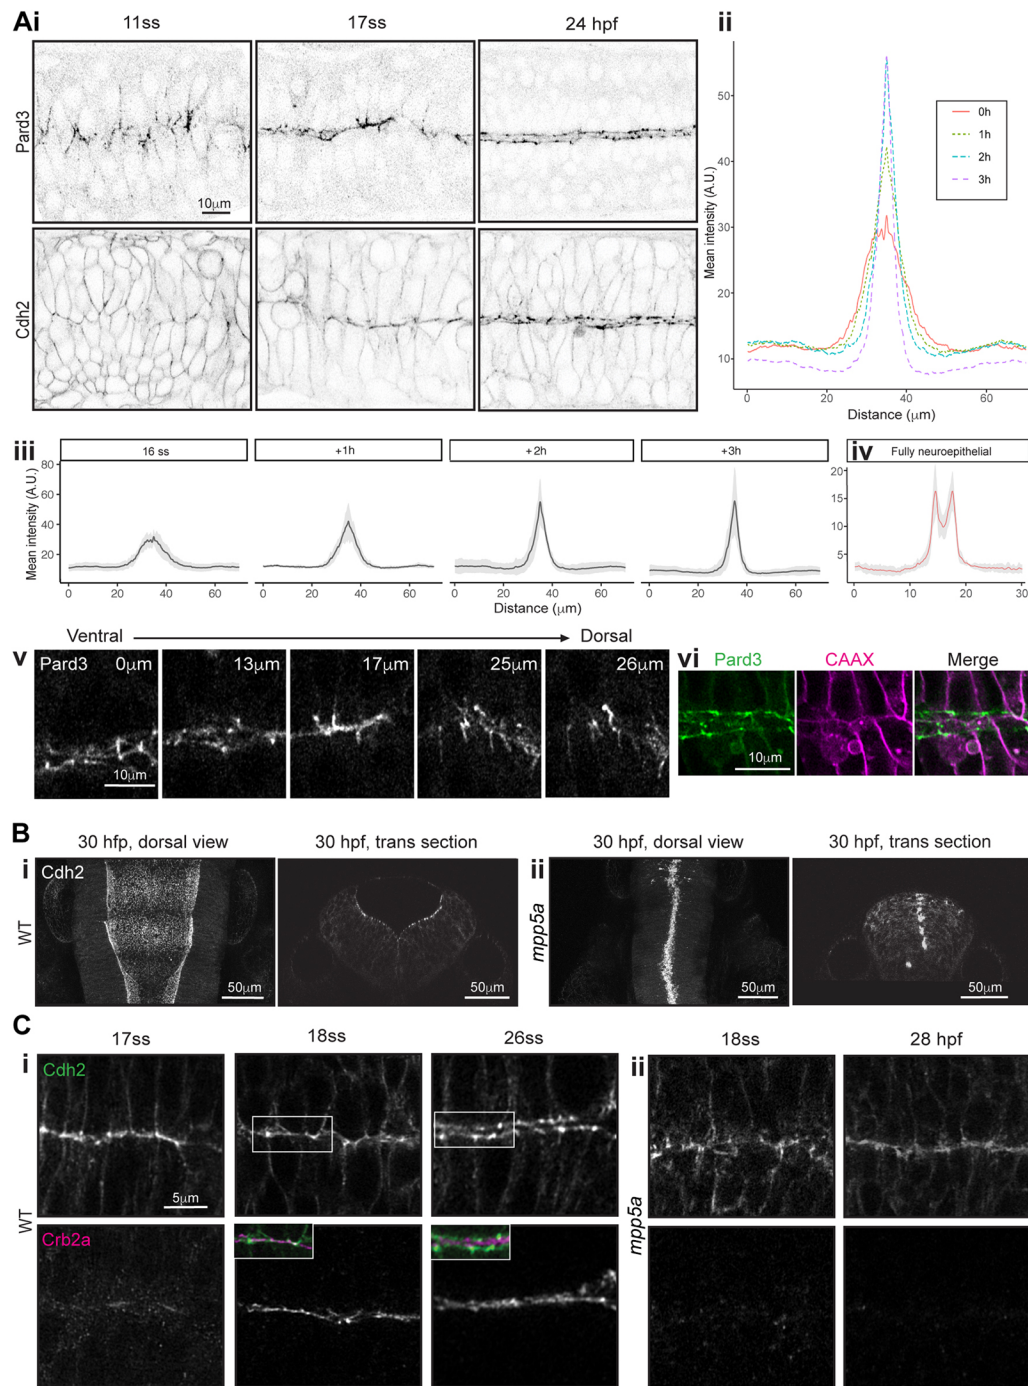 Ai
11ss 17ss 24 hpf
Pard3
10μm
Cdh2
ii
Mean intensity (A.U.)
50
40
30
20
10
0h
1h
2h
3h
0 20 40 60
Distance (μm)
iii
16 ss +1h +2h +3h
Mean intensity (A.U.)
80
60
40
20
0 20 40 60 0 20 40 60 0 20 40 60 0 20 40 60
Distance (μm)
iv
Fully neuroepithelial
20
15
10
5
0 10 20 30
Ventral Dorsal
v
Pard3 0μm 13μm 17μm 25μm 26μm
10μm
vi
Pard3 CAAX Merge
10μm
B
30 hfp, dorsal view 30 hpf, trans section 30 hpf, dorsal view 30 hpf, trans section
i
Cdh2
WT
50μm 50μm
ii
mpp5a
50μm 50μm
C
17ss 18ss 26ss 18ss 28 hpf
i
Cdh2
5μm
WT
Crb2a
ii
mpp5a